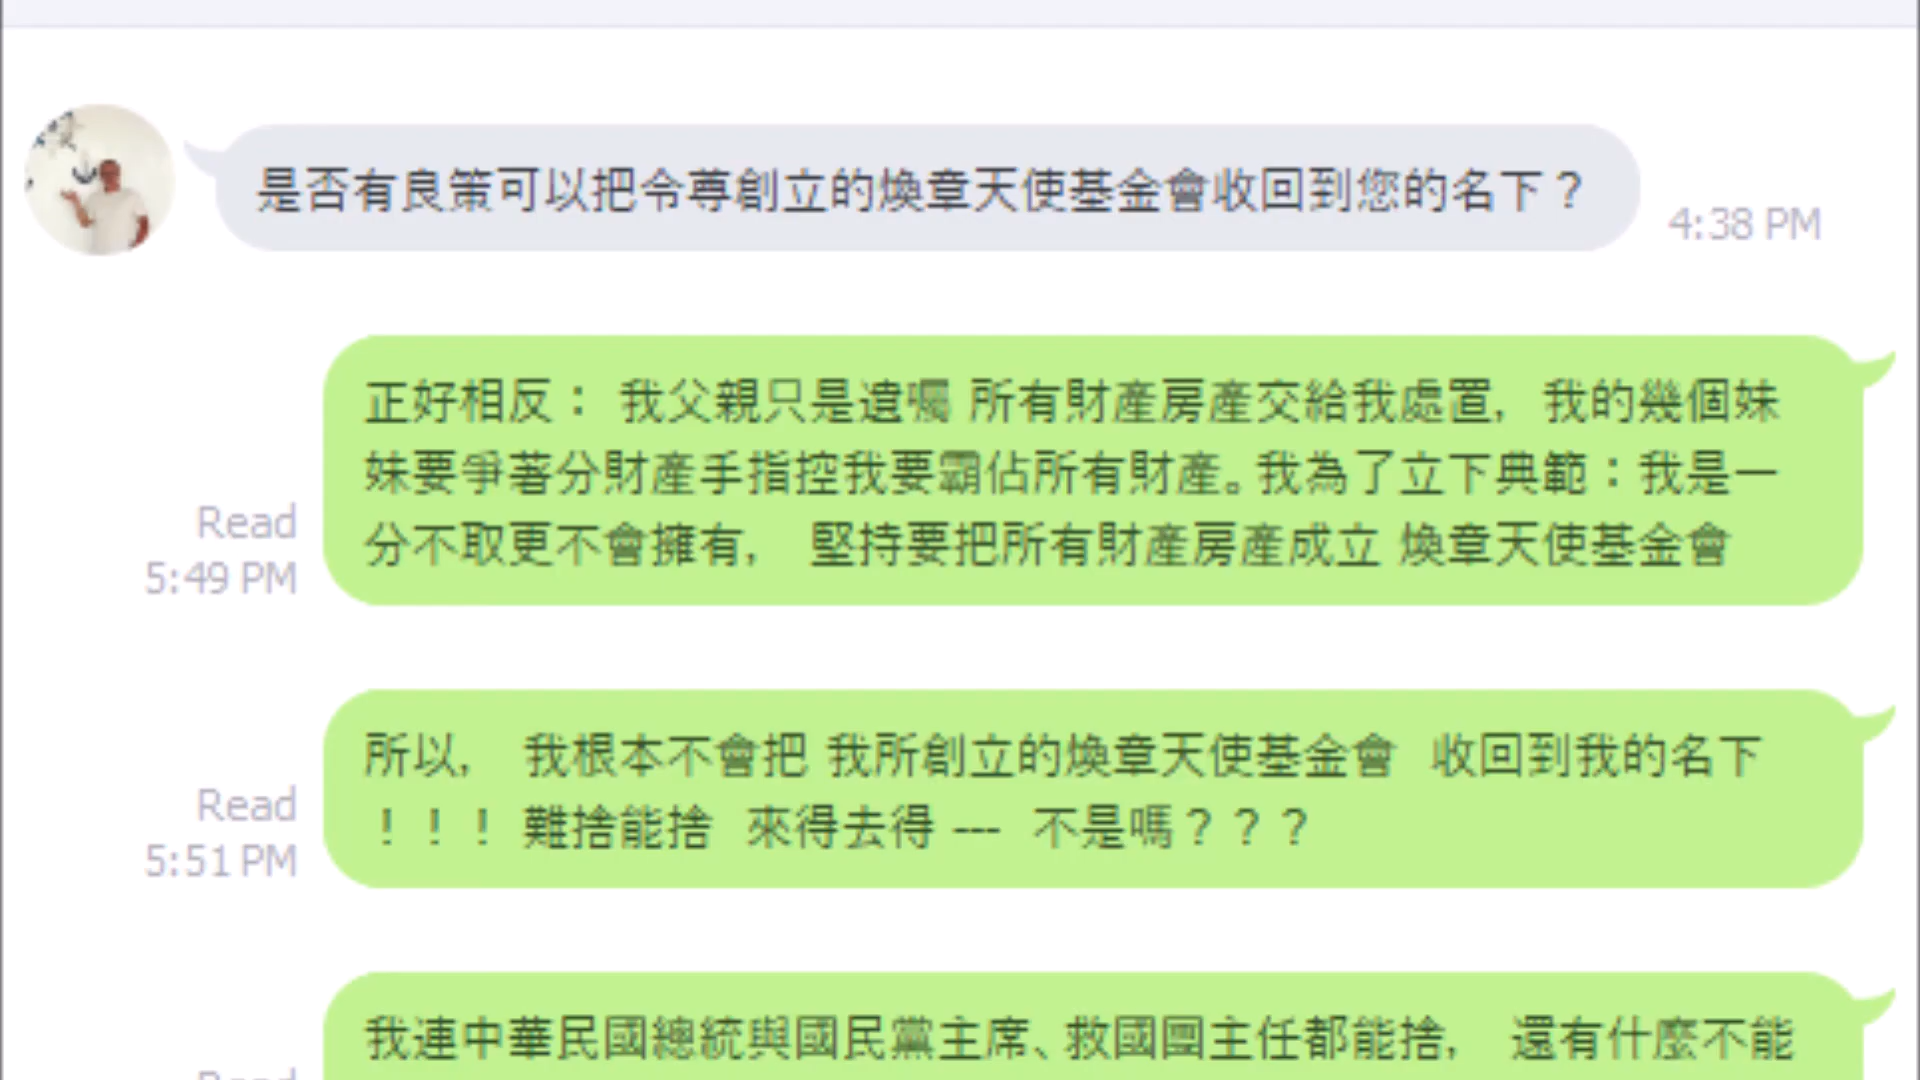 是否有良策可以把令尊創立的煥章天使基金會收回到您的名下？
4:38 PM
正好相反： 我父親只是遺囑 所有財產房產交給我處置, 我的幾個妹
妹要爭著分財產手指控我要霸佔所有財產。我為了立下典範：我是一
分不取更不會擁有, 堅持要把所有財產房產成立 煥章天使基金會
Read
5:49 PM
所以, 我根本不會把 我所創立的煥章天使基金會 收回到我的名下
！！！ 難捨能捨 來得去得 --- 不是嗎？？？
Read
5:51 PM
我連中華民國總統與國民黨主席、救國團主任都能捨, 還有什麼不能
Read